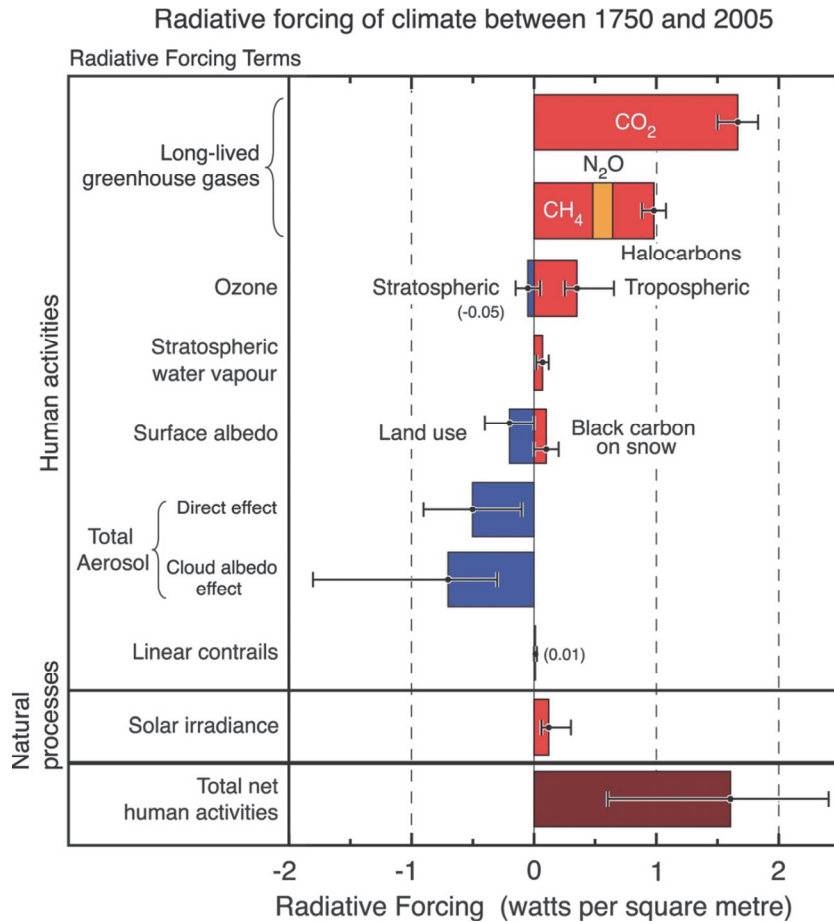 Radiative forcing of climate between 1750 and 2005
Radiative Forcing Terms
Human activities
Long-lived
greenhouse gases
CO₂
N₂O
CH₄
Halocarbons
Ozone
Stratospheric
(-0.05)
Tropospheric
Stratospheric
water vapour
Surface albedo
Land use
Black carbon
on snow
Total
Aerosol
Direct effect
Cloud albedo
effect
Linear contrails
(0.01)
Natural
processes
Solar irradiance
Total net
human activities
-2 -1 0 1 2
Radiative Forcing (watts per square metre)